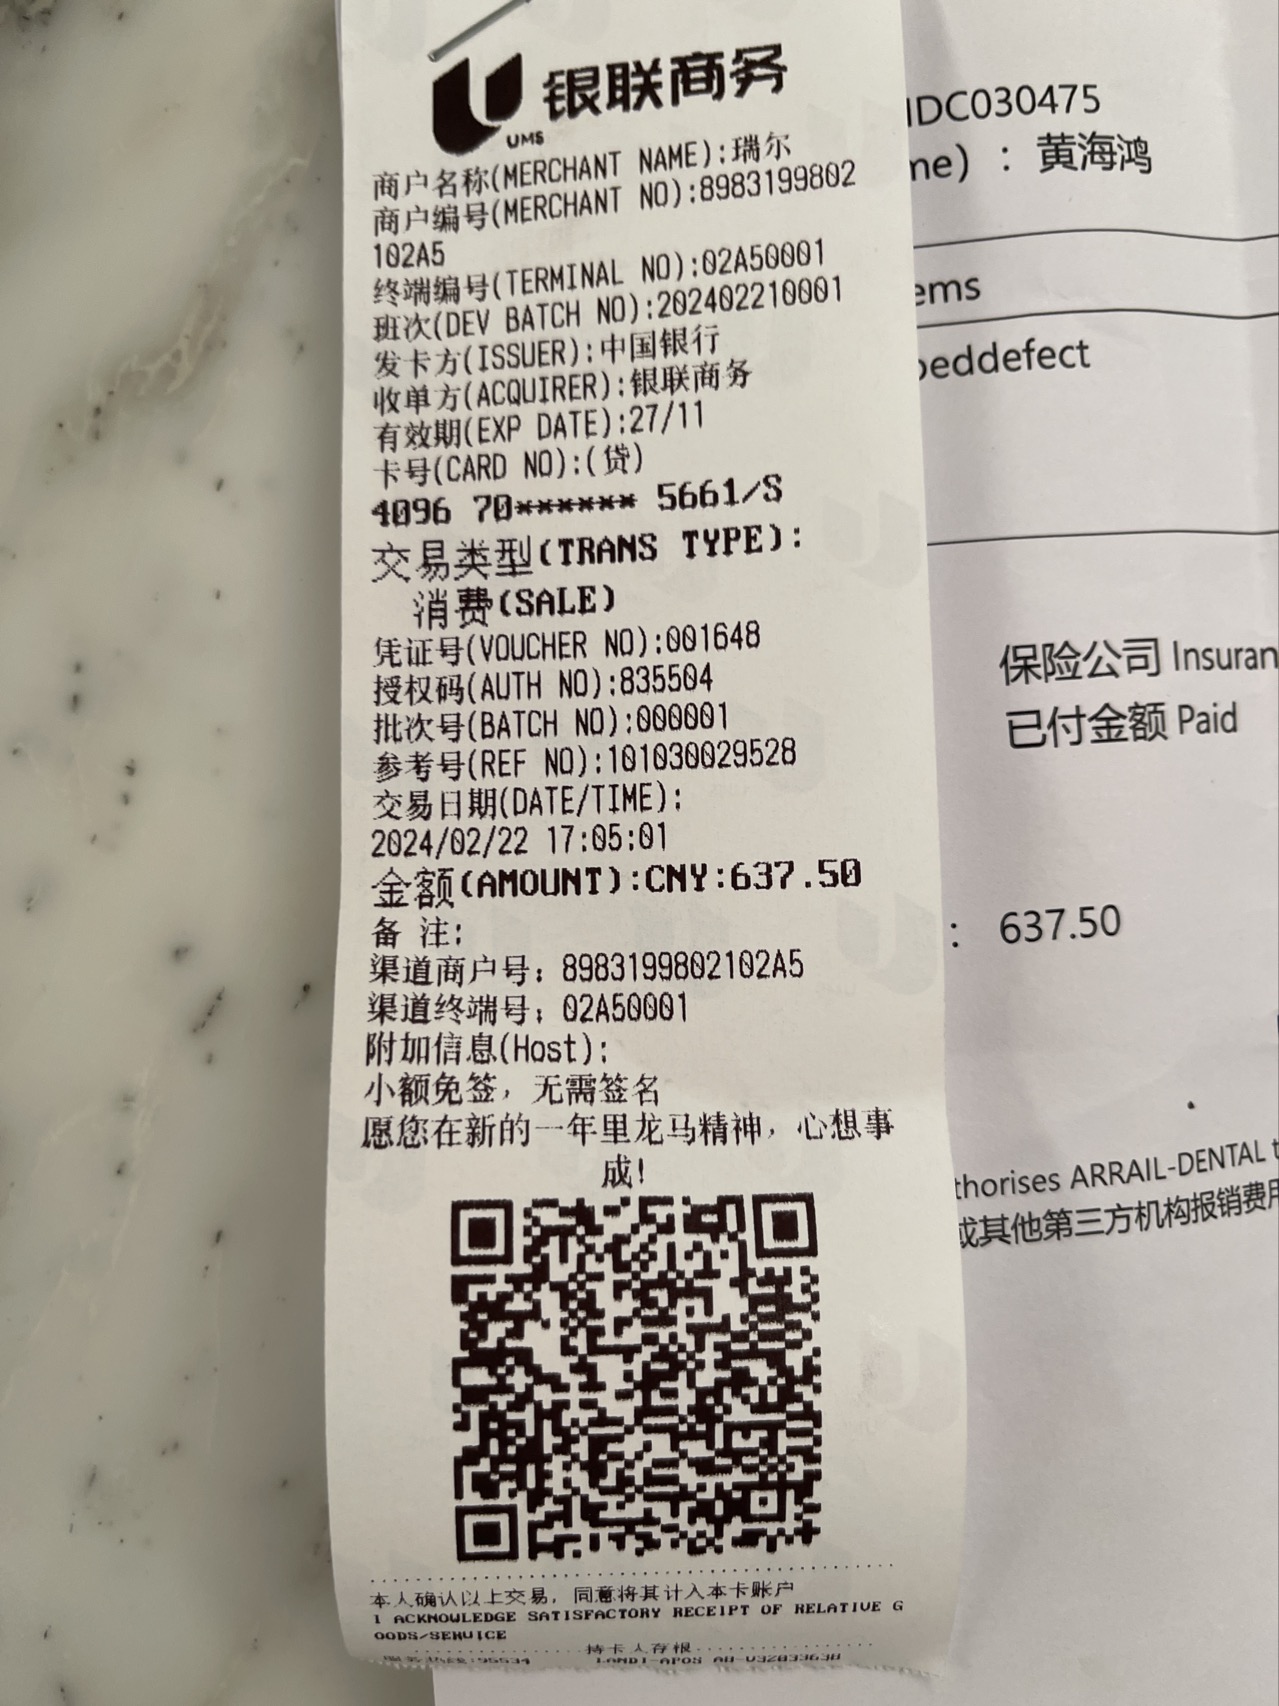 银联商务
UMS
商户名称(MERCHANT NAME):瑞尔
商户编号(MERCHANT NO):8983199802
102A5
终端编号(TERMINAL NO):02A50001
班次(DEV BATCH NO):202402210001
发卡方(ISSUER):中国银行
收单方(ACQUIRER):银联商务
有效期(EXP DATE):27/11
卡号(CARD NO):(贷)
4096 70****** 5661/S
交易类型(TRANS TYPE):
消费(SALE)
凭证号(VOUCHER NO):001648
授权码(AUTH NO):835504
批次号(BATCH NO):000001
参考号(REF NO):101030029528
交易日期(DATE/TIME):
2024/02/22 17:05:01
金额(AMOUNT):CNY:637.50
备 注:
渠道商户号: 8983199802102A5
渠道终端号: 02A50001
附加信息(Host):
小额免签，无需签名
愿您在新的一年里龙马精神，心想事
成!
本人确认以上交易, 同意将其计入本卡账户
I ACKNOWLEDGE SATISFACTORY RECEIPT OF RELATIVE G
OODS/SERVICE
持卡人存根
IDC030475
me) : 黄海鸿
ems
peddefect
保险公司 Insuran
已付金额 Paid
: 637.50
thorises ARRAIL-DENTAL t
或其他第三方机构报销费用